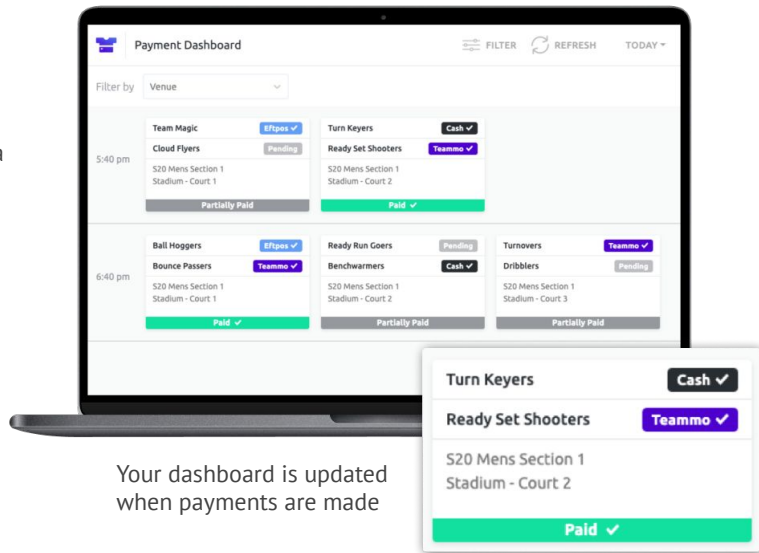 Payment Dashboard
FILTER
REFRESH
TODAY
Filter by
Venue
a
5:40 pm
Team Magic
Eftpos
Cloud Flyers
Pending
S20 Mens Section 1
Stadium - Court 1
Partially Paid
Turn Keyers
Cash
Ready Set Shooters
Teammo
S20 Mens Section 1
Stadium - Court 2
Paid
6:40 pm
Ball Hoggers
Eftpos
Bounce Passers
Teammo
S20 Mens Section 1
Stadium - Court 1
Paid
Ready Run Goers
Pending
Benchwarmers
Cash
S20 Mens Section 1
Stadium - Court 2
Partially Paid
Turnovers
Teammo
Dribblers
Pending
S20 Mens Section 1
Stadium - Court 3
Partially Paid
Turn Keyers
Cash
Ready Set Shooters
Teammo
S20 Mens Section 1
Stadium - Court 2
Paid
Your dashboard is updated
when payments are made